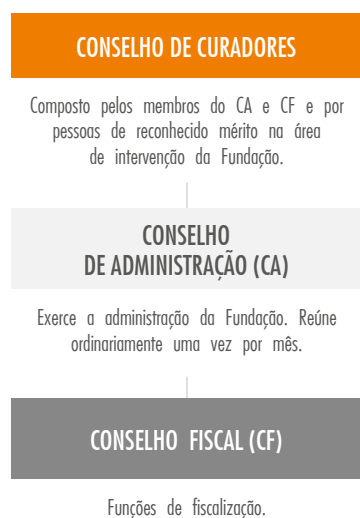 CONSELHO DE CURADORES
Composto pelos membros do CA e CF e por
pessoas de reconhecido mérito na área
de intervenção da Fundação.
CONSELHO
DE ADMINISTRAÇÃO (CA)
Exerce a administração da Fundação. Reúne
ordinariamente uma vez por mês.
CONSELHO FISCAL (CF)
Funções de fiscalização.